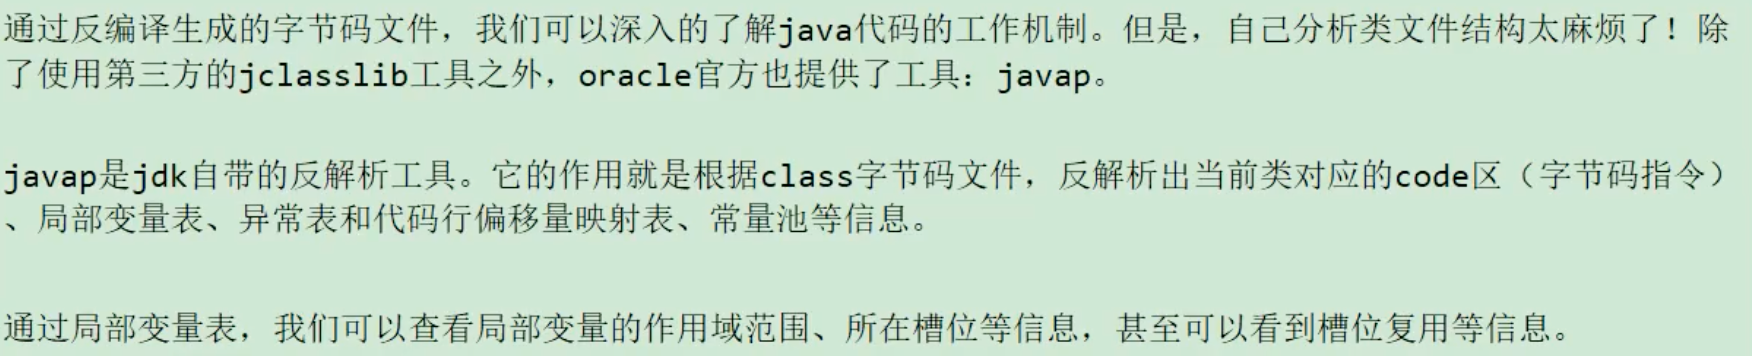 通过反编译生成的字节码文件，我们可以深入的了解java代码的工作机制。但是，自己分析类文件结构太麻烦了！除
了使用第三方的jclasslib工具之外，oracle官方也提供了工具：javap。
javap是jdk自带的反解析工具。它的作用就是根据class字节码文件，反解析出当前类对应的code区（字节码指令）
、局部变量表、异常表和代码行偏移量映射表、常量池等信息。
通过局部变量表，我们可以查看局部变量的作用域范围、所在槽位等信息，甚至可以看到槽位复用等信息。